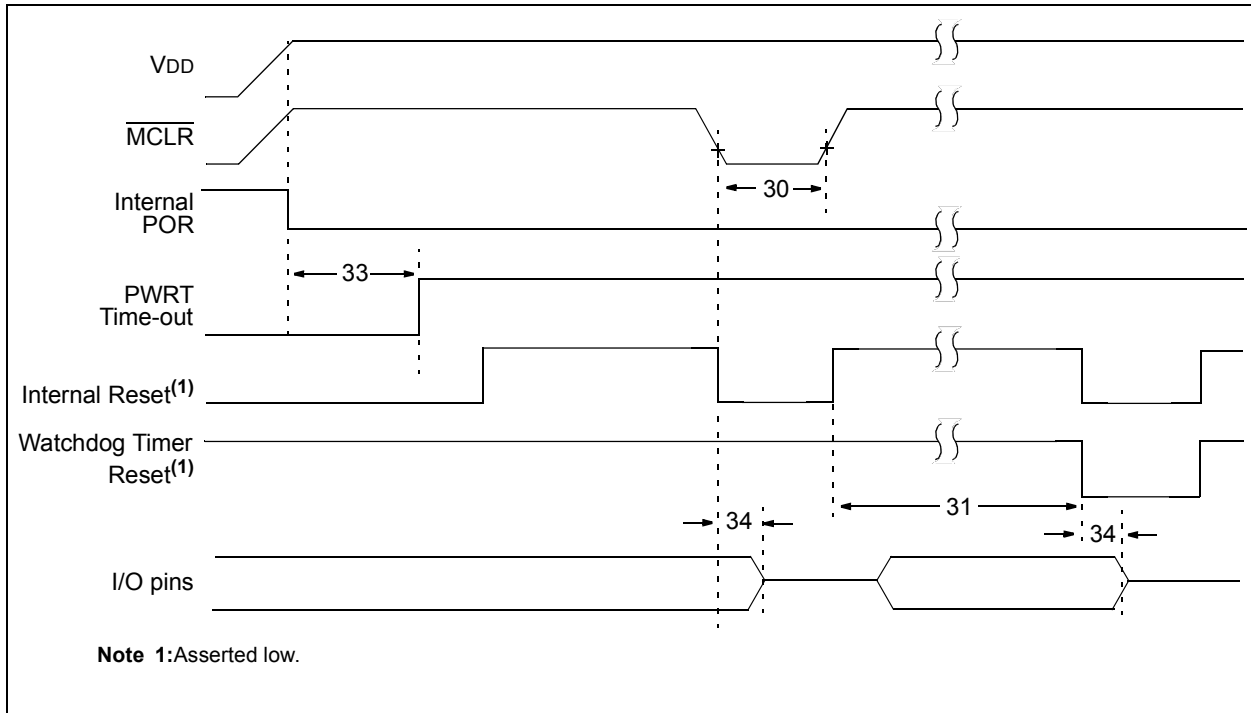 VDD
MCLR
Internal
POR
PWRT
Time-out
Internal Reset(1)
Watchdog Timer
Reset(1)
I/O pins
30
33
31
34
34
Note 1:Asserted low.